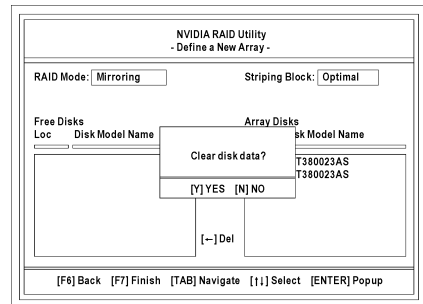 NVIDIA RAID Utility
- Define a New Array -
RAID Mode: Mirroring Striping Block: Optimal
Free Disks Array Disks
Loc Disk Model Name sk Model Name
Clear disk data?
T380023AS
T380023AS
[Y] YES [N] NO
[←] Del
[F6] Back [F7] Finish [TAB] Navigate [↑↓] Select [ENTER] Popup